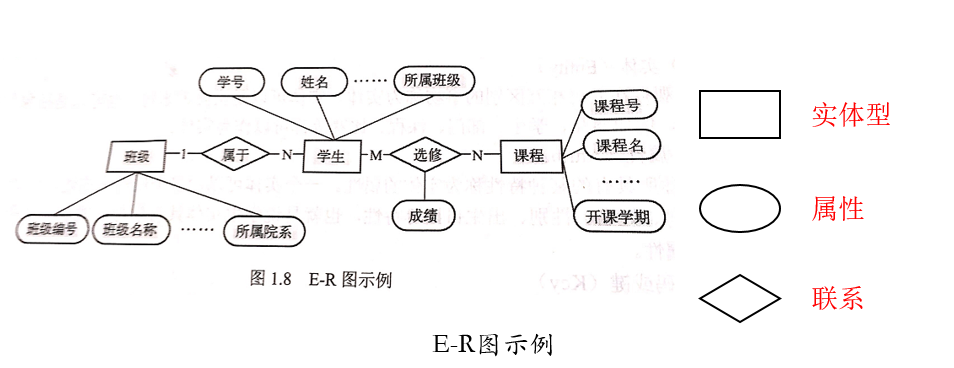 学号
姓名
……
所属班级
班级
1
属于
N
学生
M
选修
N
课程
课程号
课程名
……
开课学期
成绩
班级编号
班级名称
……
所属院系
图 1.8 E-R 图示例
实体型
属性
联系
E-R图示例